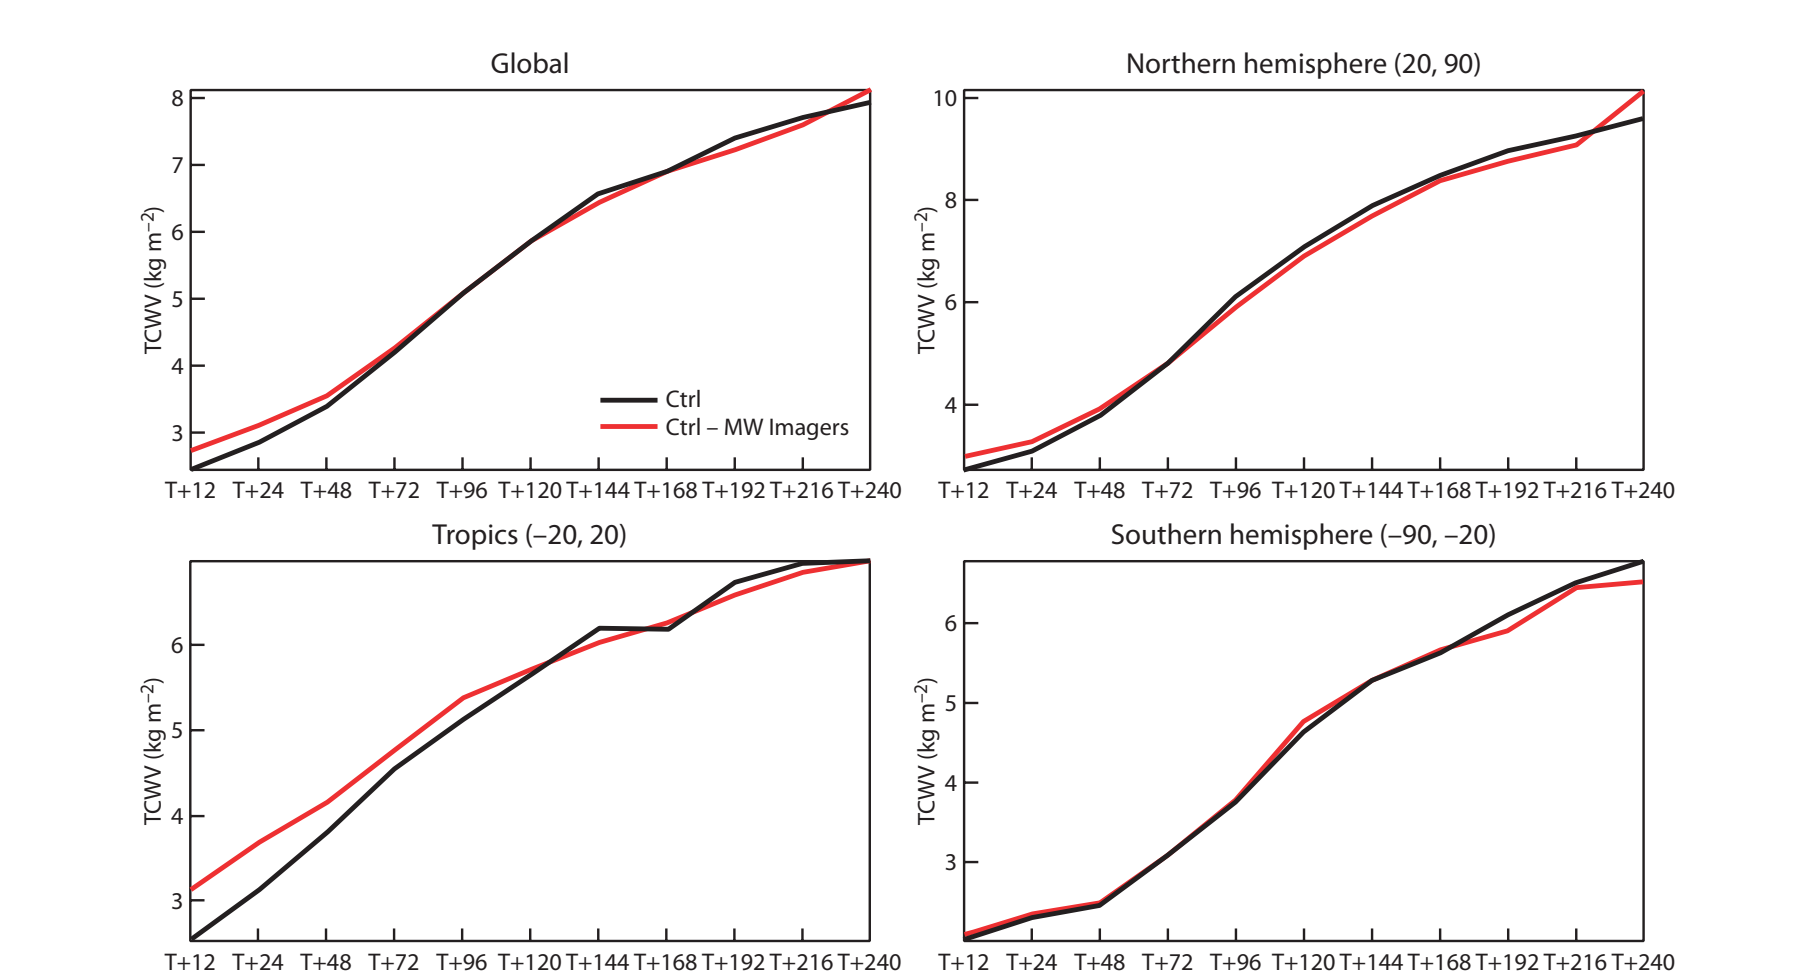 Global
8
7
6
5
4
3
TCWV (kg m−2)
Ctrl
Ctrl – MW Imagers
T+12 T+24 T+48 T+72 T+96 T+120 T+144 T+168 T+192 T+216 T+240
Northern hemisphere (20, 90)
10
8
6
4
TCWV (kg m−2)
T+12 T+24 T+48 T+72 T+96 T+120 T+144 T+168 T+192 T+216 T+240
Tropics (–20, 20)
6
5
4
3
TCWV (kg m−2)
T+12 T+24 T+48 T+72 T+96 T+120 T+144 T+168 T+192 T+216 T+240
Southern hemisphere (–90, –20)
6
5
4
3
TCWV (kg m−2)
T+12 T+24 T+48 T+72 T+96 T+120 T+144 T+168 T+192 T+216 T+240